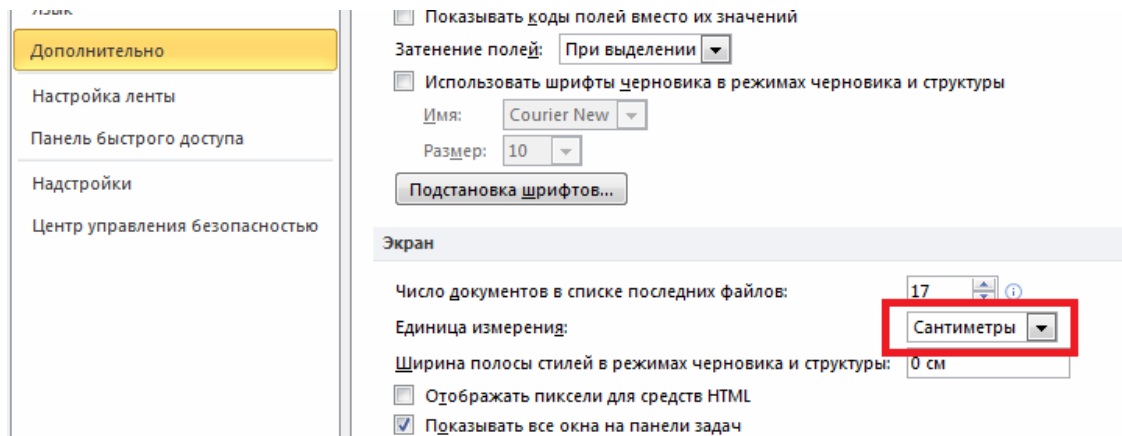 Язык
Дополнительно
Настройка ленты
Панель быстрого доступа
Надстройки
Центр управления безопасностью
Показывать коды полей вместо их значений
Затенение полей: При выделении
Использовать шрифты черновика в режимах черновика и структуры
Имя: Courier New
Размер: 10
Подстановка шрифтов...
Экран
Число документов в списке последних файлов: 17
Единица измерения: Сантиметры
Ширина полосы стилей в режимах черновика и структуры: 0 см
Отображать пиксели для средств HTML
Показывать все окна на панели задач